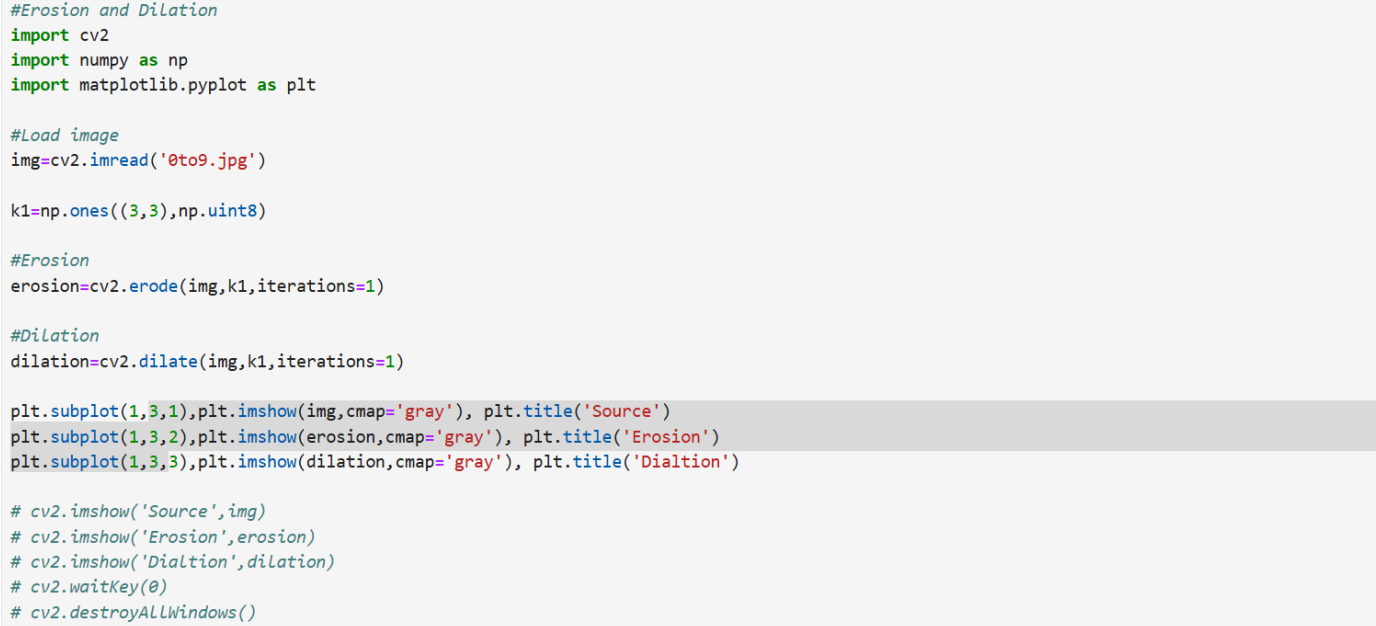 #Erosion and Dilation
import cv2
import numpy as np
import matplotlib.pyplot as plt
#Load image
img=cv2.imread('0to9.jpg')
k1=np.ones((3,3),np.uint8)
#Erosion
erosion=cv2.erode(img,k1,iterations=1)
#Dilation
dilation=cv2.dilate(img,k1,iterations=1)
plt.subplot(1,3,1),plt.imshow(img,cmap='gray'), plt.title('Source')
plt.subplot(1,3,2),plt.imshow(erosion,cmap='gray'), plt.title('Erosion')
plt.subplot(1,3,3),plt.imshow(dilation,cmap='gray'), plt.title('Dialtion')
# cv2.imshow('Source',img)
# cv2.imshow('Erosion',erosion)
# cv2.imshow('Dialtion',dilation)
# cv2.waitKey(0)
# cv2.destroyAllWindows()